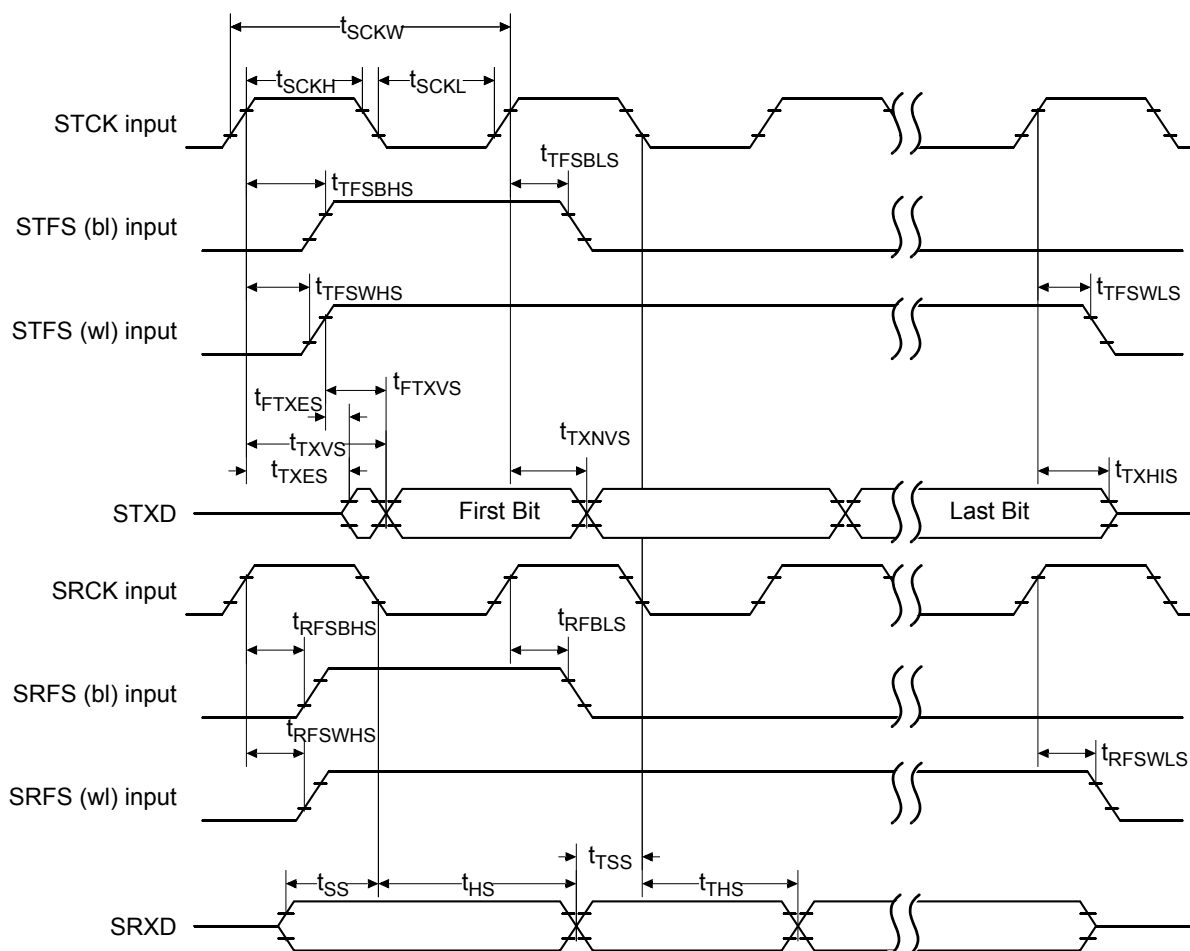 tSCKW
tSCKH
tSCKL
STCK input
tTFSBLS
tTFSBHS
STFS (bl) input
tTFSWHS
tTFSWLS
STFS (wl) input
tFTXVS
tFTXES
tTXVS
tTXNVS
tTXES
tTXHIS
STXD
First Bit
Last Bit
SRCK input
tRFSBHS
tRFBLS
SRFS (bl) input
tRFSWHS
tRFSWLS
SRFS (wl) input
tTSS
tSS
tHS
tTHS
SRXD